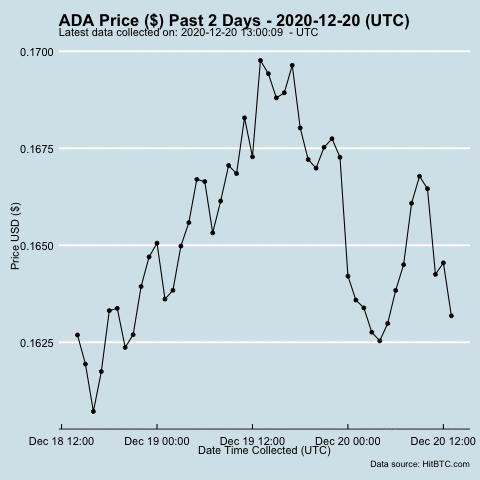 ADA Price ($) Past 2 Days - 2020-12-20 (UTC)
Latest data collected on: 2020-12-20 13:00:09  - UTC
0.1700
0.1675
0.1650
0.1625
Price USD ($)
Dec 18 12:00 Dec 19 00:00 Dec 19 12:00 Dec 20 00:00 Dec 20 12:00
Date Time Collected (UTC)
Data source: HitBTC.com